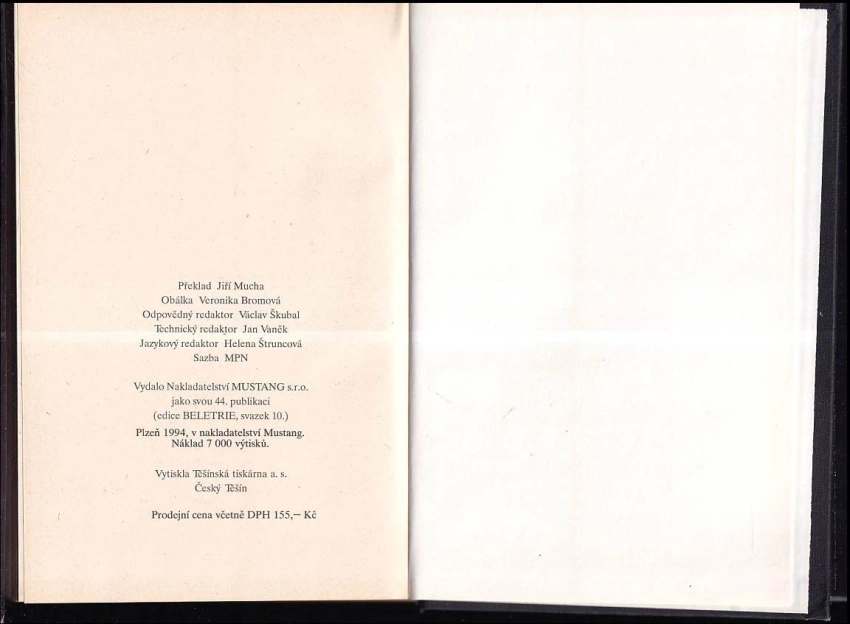 Překlad Jiří Mucha
Obálka Veronika Bromová
Odpovědný redaktor Václav Škubal
Technický redaktor Jan Vaněk
Jazykový redaktor Helena Štruncová
Sazba MPN
Vydalo Nakladatelství MUSTANG s.r.o.
jako svou 44. publikaci
(edice BELETRIE, svazek 10.)
Plzeň 1994, v nakladatelství Mustang.
Náklad 7 000 výtisků.
Vytiskla Těšínská tiskárna a. s.
Český Těšín
Prodejní cena včetně DPH 155,– Kč